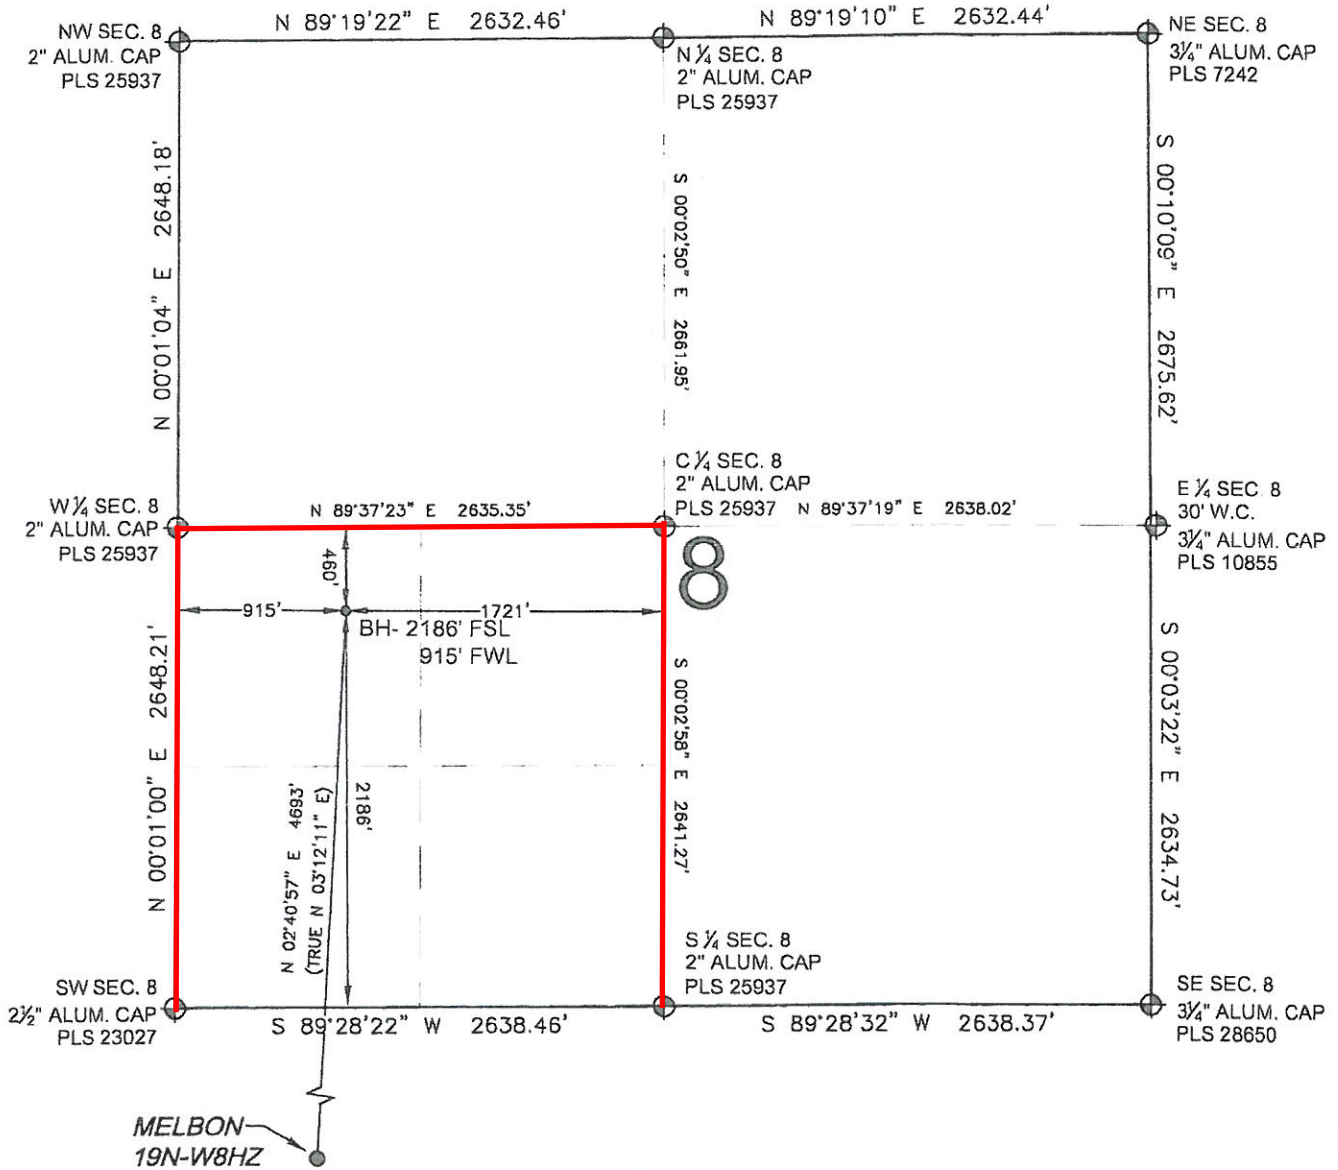 N 89°19'22" E 2632.46'
N 89°19'10" E 2632.44'
NW SEC. 8
2" ALUM. CAP
PLS 25937
N 1/4 SEC. 8
2" ALUM. CAP
PLS 25937
NE SEC. 8
3 1/4" ALUM. CAP
PLS 7242
N 00°01'04" E 2648.18'
S 00°02'50" E 2661.95'
S 00°10'09" E 2675.62'
W 1/4 SEC. 8
2" ALUM. CAP
PLS 25937
N 89°37'23" E 2635.35'
C 1/4 SEC. 8
2" ALUM. CAP
PLS 25937
N 89°37'19" E 2638.02'
E 1/4 SEC. 8
30' W.C.
3 1/4" ALUM. CAP
PLS 10855
8
460'
915'
1721'
BH- 2186' FSL
915' FWL
N 00°01'00" E 2648.21'
N 02°40'57" E 4693'
(TRUE N 03°12'11" E)
2186'
S 00°02'58" E 2641.27'
S 00°03'22" E 2634.73'
SW SEC. 8
2 1/2" ALUM. CAP
PLS 23027
S 89°28'22" W 2638.46'
S 1/4 SEC. 8
2" ALUM. CAP
PLS 25937
S 89°28'32" W 2638.37'
SE SEC. 8
3 1/4" ALUM. CAP
PLS 28650
MELBON
19N-W8HZ